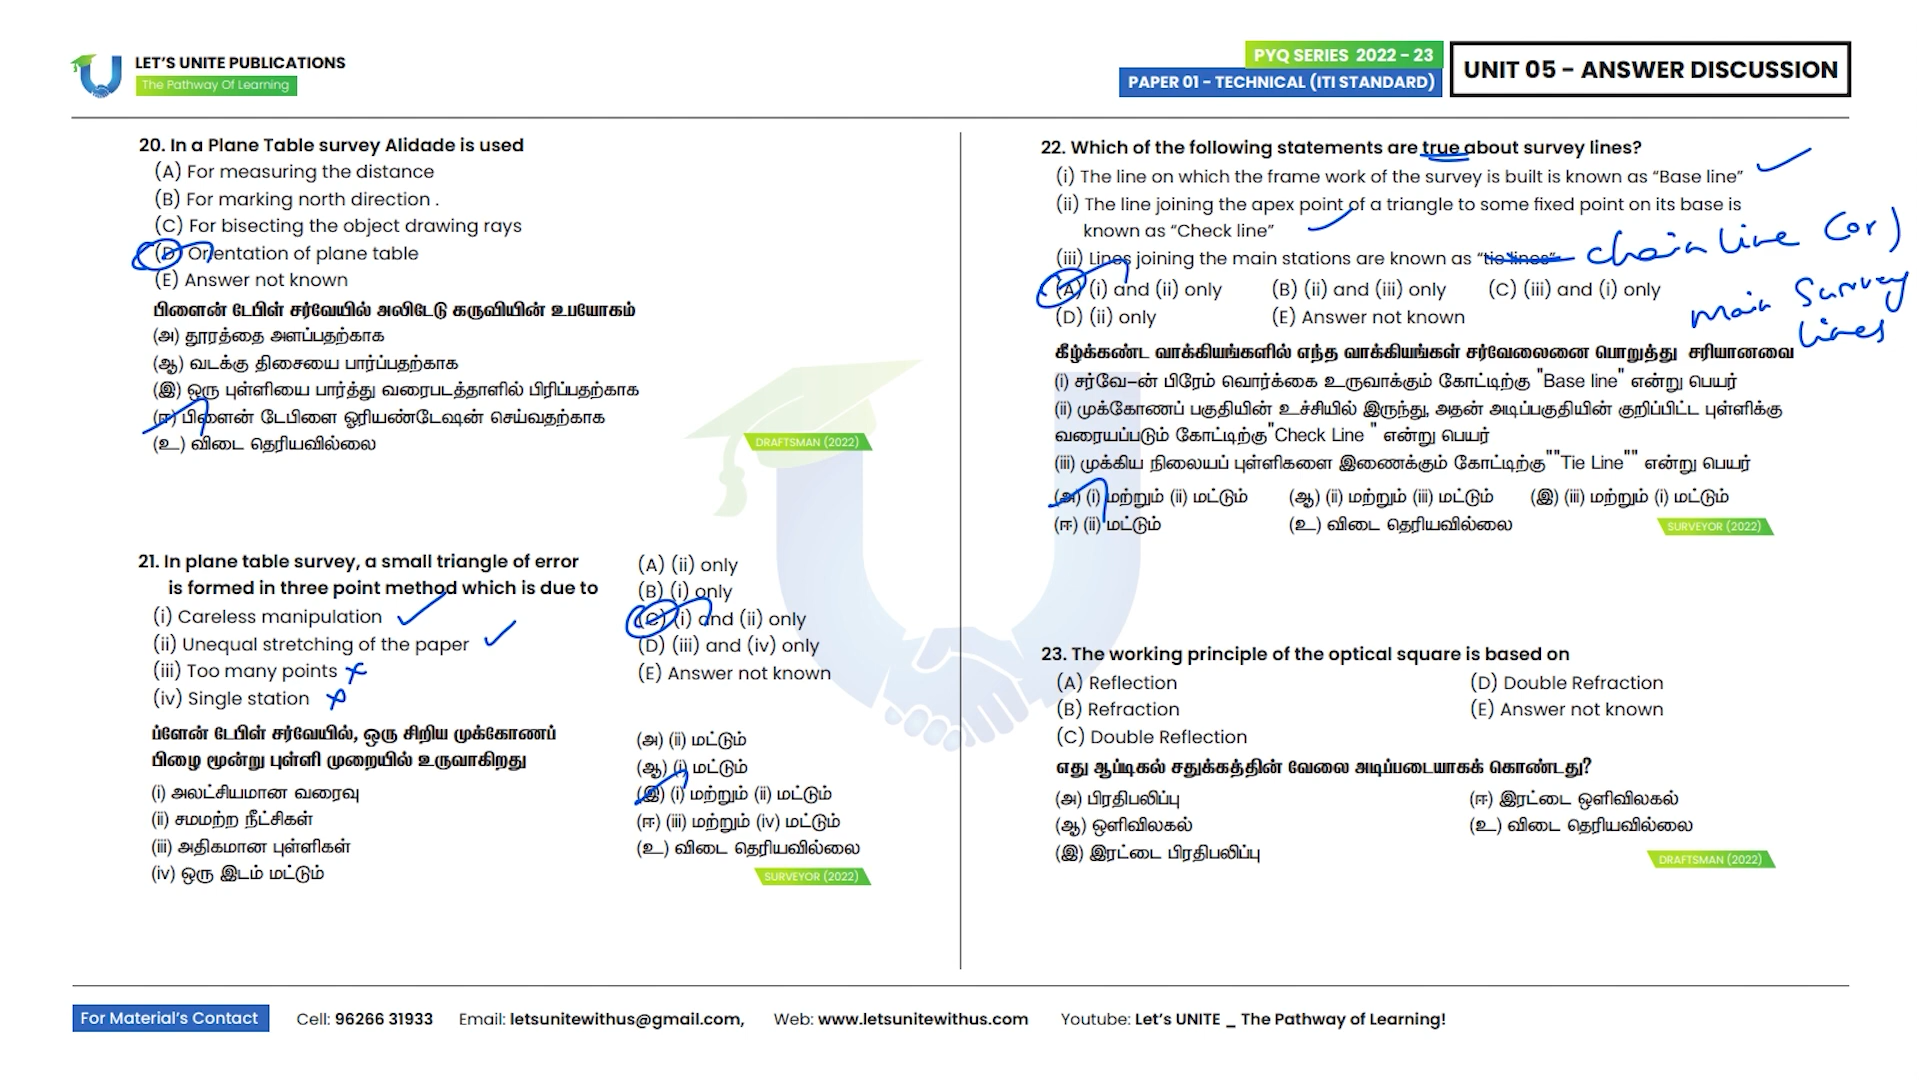 LET'S UNITE PUBLICATIONS
The Pathway Of Learning
PYQ SERIES 2022 - 23
PAPER 01 - TECHNICAL (ITI STANDARD)
UNIT 05 - ANSWER DISCUSSION
20. In a Plane Table survey Alidade is used
(A) For measuring the distance
(B) For marking north direction .
(C) For bisecting the object drawing rays
(D) Orientation of plane table
(E) Answer not known
பிளைன் டேபிள் சர்வேயில் அலிடேடு கருவியின் உபயோகம்
(அ) தூரத்தை அளப்பதற்காக
(ஆ) வடக்கு திசையை பார்ப்பதற்காக
(இ) ஒரு புள்ளியை பார்த்து வரைபடத்தாளில் பிரிப்பதற்காக
(ஈ) பிளைன் டேபிளை ஓரியண்டேஷன் செய்வதற்காக
(உ) விடை தெரியவில்லை
DRAFTSMAN (2022)
21. In plane table survey, a small triangle of error
is formed in three point method which is due to
(i) Careless manipulation
(ii) Unequal stretching of the paper
(iii) Too many points
(iv) Single station
(A) (ii) only
(B) (i) only
(C) (i) and (ii) only
(D) (iii) and (iv) only
(E) Answer not known
ப்ளேன் டேபிள் சர்வேயில், ஒரு சிறிய முக்கோணப்
பிழை மூன்று புள்ளி முறையில் உருவாகிறது
(i) அலட்சியமான வரைவு
(ii) சமமற்ற நீட்சிகள்
(iii) அதிகமான புள்ளிகள்
(iv) ஒரு இடம் மட்டும்
(அ) (ii) மட்டும்
(ஆ) (i) மட்டும்
(இ) (i) மற்றும் (ii) மட்டும்
(ஈ) (iii) மற்றும் (iv) மட்டும்
(உ) விடை தெரியவில்லை
SURVEYOR (2022)
22. Which of the following statements are true about survey lines?
(i) The line on which the frame work of the survey is built is known as “Base line”
(ii) The line joining the apex point of a triangle to some fixed point on its base is
known as “Check line”
(iii) Lines joining the main stations are known as “tie lines” chain line (or)
main survey
lines
(A) (i) and (ii) only (B) (ii) and (iii) only (C) (iii) and (i) only
(D) (ii) only (E) Answer not known
கீழ்க்கண்ட வாக்கியங்களில் எந்த வாக்கியங்கள் சர்வேலைனை பொறுத்து சரியானவை
(i) சர்வே–ன் பிரேம் வொர்க்கை உருவாக்கும் கோட்டிற்கு "Base line" என்று பெயர்
(ii) முக்கோணப் பகுதியின் உச்சியில் இருந்து, அதன் அடிப்பகுதியின் குறிப்பிட்ட புள்ளிக்கு
வரையப்படும் கோட்டிற்கு"Check Line " என்று பெயர்
(iii) முக்கிய நிலையப் புள்ளிகளை இணைக்கும் கோட்டிற்கு""Tie Line"" என்று பெயர்
(அ) (i) மற்றும் (ii) மட்டும் (ஆ) (ii) மற்றும் (iii) மட்டும் (இ) (iii) மற்றும் (i) மட்டும்
(ஈ) (ii) மட்டும் (உ) விடை தெரியவில்லை
SURVEYOR (2022)
23. The working principle of the optical square is based on
(A) Reflection (D) Double Refraction
(B) Refraction (E) Answer not known
(C) Double Reflection
எது ஆப்டிகல் சதுக்கத்தின் வேலை அடிப்படையாகக் கொண்டது?
(அ) பிரதிபலிப்பு (ஈ) இரட்டை ஒளிவிலகல்
(ஆ) ஒளிவிலகல் (உ) விடை தெரியவில்லை
(இ) இரட்டை பிரதிபலிப்பு
DRAFTSMAN (2022)
For Material's Contact Cell: 96266 31933 Email: letsunitewithus@gmail.com, Web: www.letsunitewithus.com Youtube: Let's UNITE _ The Pathway of Learning!